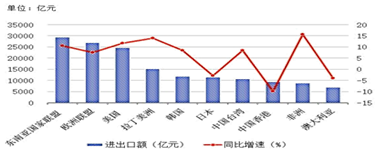 单位：亿元
35000
30000
25000
20000
15000
10000
5000
0
20
15
10
5
0
-5
-10
-15
东南亚国家联盟
欧洲联盟
美国
拉丁美洲
韩国
日本
中国台湾
中国香港
非洲
澳大利亚
进出口额（亿元）
同比增速（%）